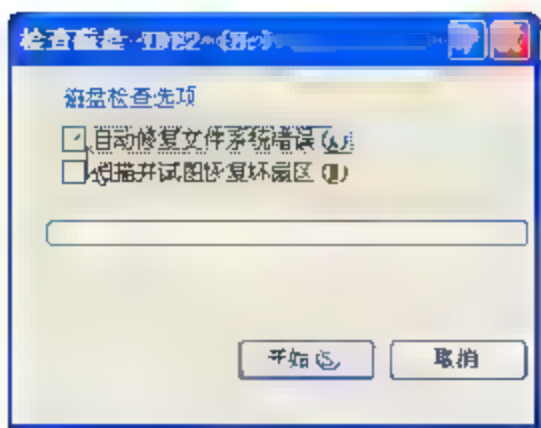 检查磁盘
磁盘检查选项
自动修复文件系统错误(A)
扫描并试图恢复坏扇区(N)
开始(S)
取消